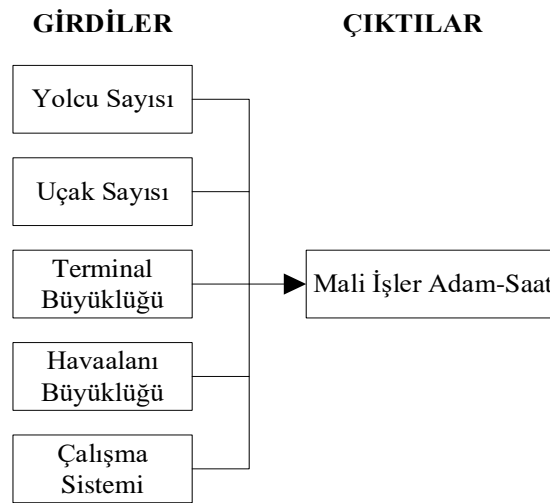 GİRDİLER
ÇIKTILAR
Yolcu Sayısı
Uçak Sayısı
Terminal
Büyüklüğü
Havaalanı
Büyüklüğü
Çalışma
Sistemi
Mali İşler Adam-Saat